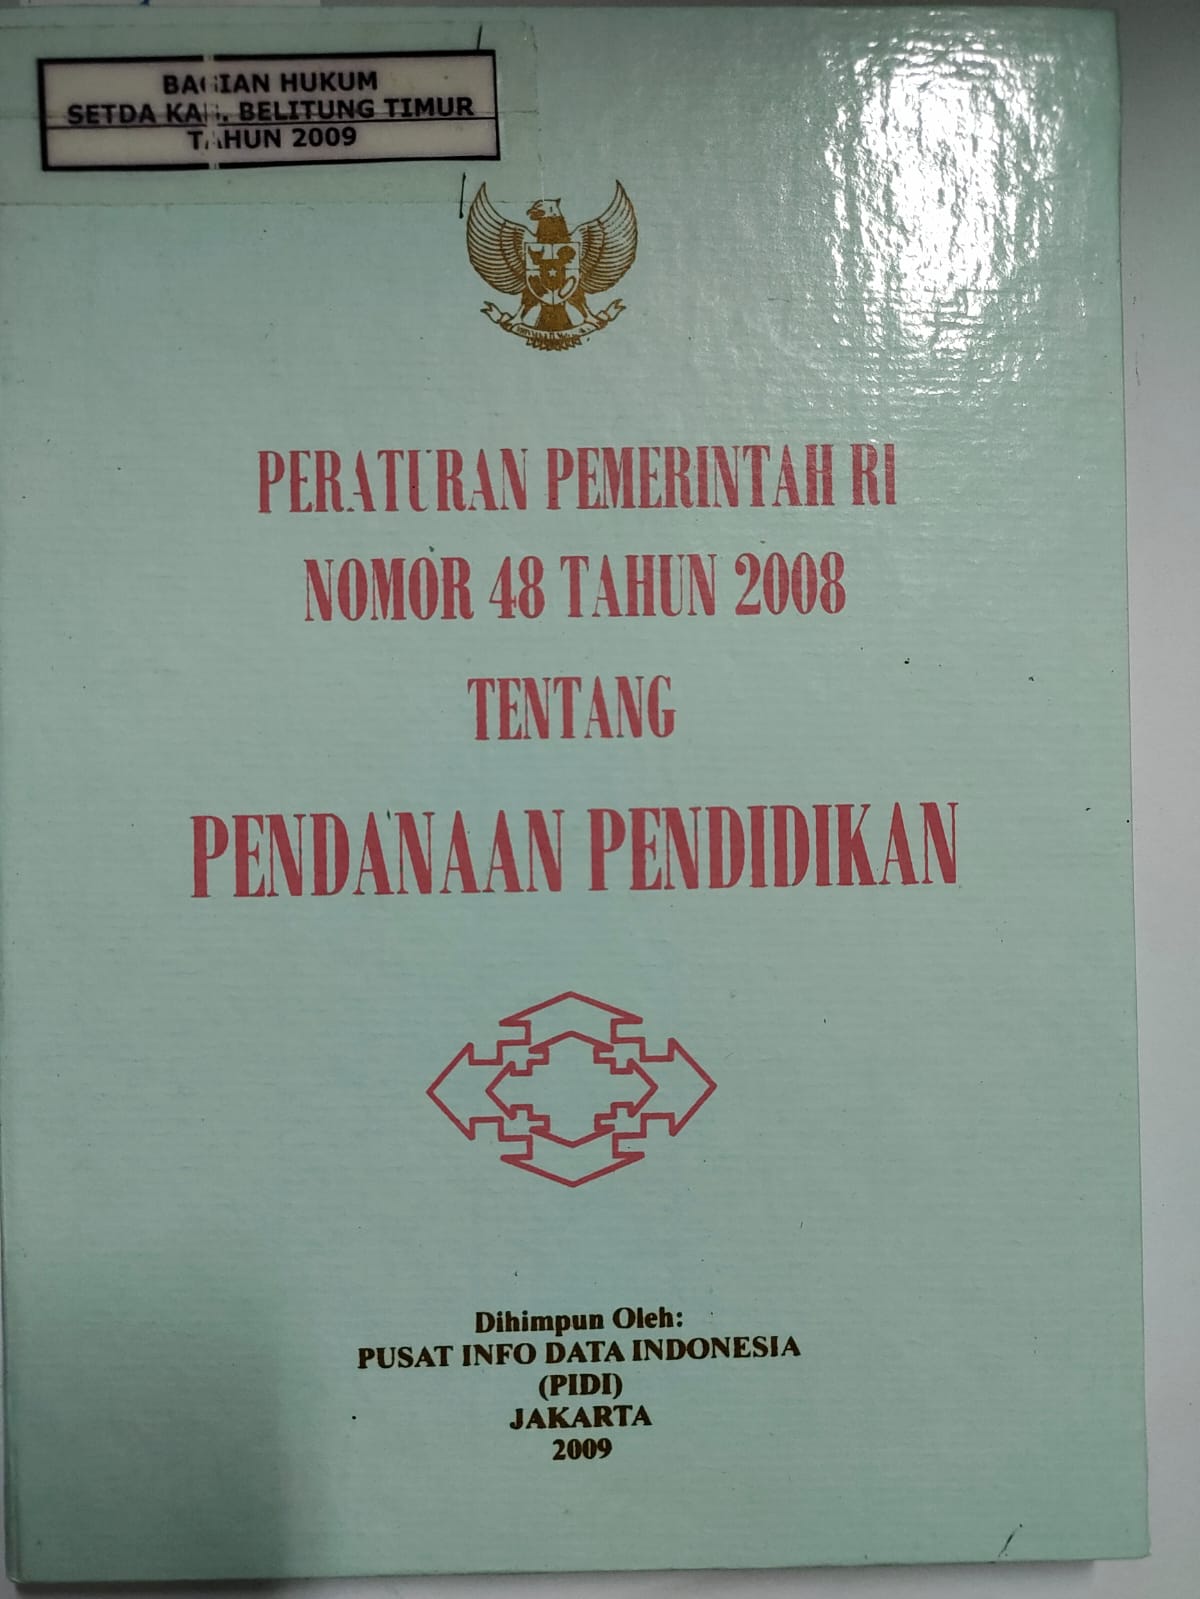 BAGIAN HUKUM
SETDA KAB. BELITUNG TIMUR
TAHUN 2009
PERATURAN PEMERINTAH RI
NOMOR 48 TAHUN 2008
TENTANG
PENDANAAN PENDIDIKAN
Dihimpun Oleh:
PUSAT INFO DATA INDONESIA
(PIDI)
JAKARTA
2009